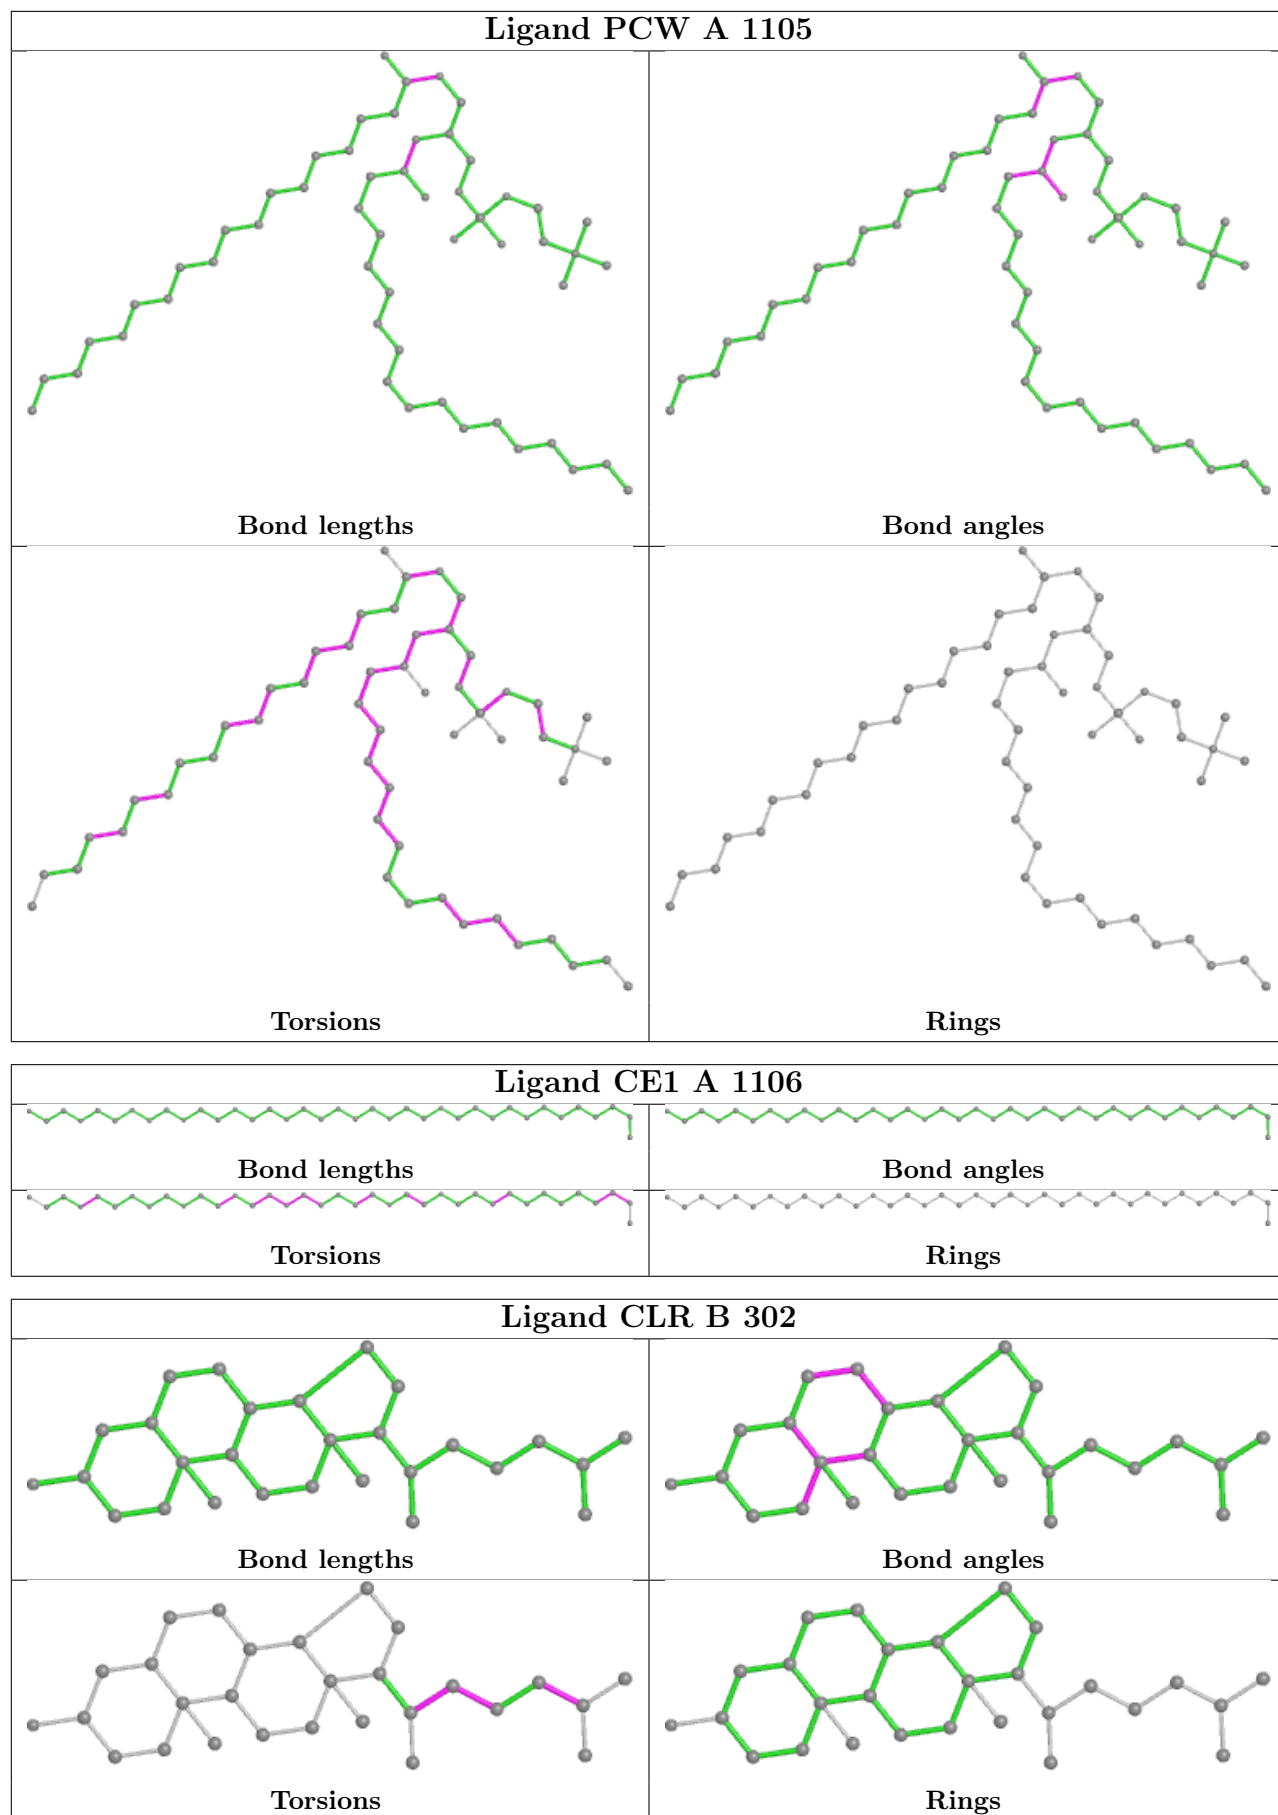 Ligand PCW A 1105
Bond lengths
Bond angles
Torsions
Rings
Ligand CE1 A 1106
Bond lengths
Bond angles
Torsions
Rings
Ligand CLR B 302
Bond lengths
Bond angles
Torsions
Rings